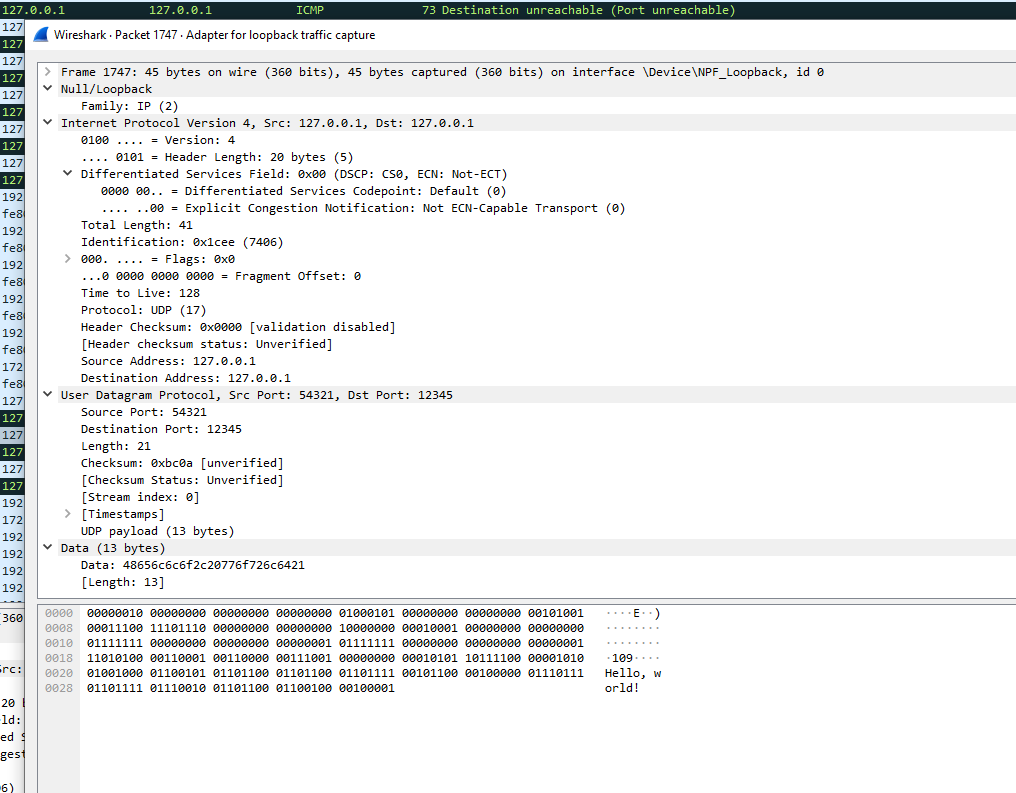 127.0.0.1 127.0.0.1 ICMP 73 Destination unreachable (Port unreachable)
Wireshark · Packet 1747 · Adapter for loopback traffic capture
Frame 1747: 45 bytes on wire (360 bits), 45 bytes captured (360 bits) on interface \Device\NPF_Loopback, id 0
Null/Loopback
Family: IP (2)
Internet Protocol Version 4, Src: 127.0.0.1, Dst: 127.0.0.1
0100 .... = Version: 4
.... 0101 = Header Length: 20 bytes (5)
Differentiated Services Field: 0x00 (DSCP: CS0, ECN: Not-ECT)
0000 00.. = Differentiated Services Codepoint: Default (0)
.... ..00 = Explicit Congestion Notification: Not ECN-Capable Transport (0)
Total Length: 41
Identification: 0x1cee (7406)
000. .... = Flags: 0x0
...0 0000 0000 0000 = Fragment Offset: 0
Time to Live: 128
Protocol: UDP (17)
Header Checksum: 0x0000 [validation disabled]
[Header checksum status: Unverified]
Source Address: 127.0.0.1
Destination Address: 127.0.0.1
User Datagram Protocol, Src Port: 54321, Dst Port: 12345
Source Port: 54321
Destination Port: 12345
Length: 21
Checksum: 0xbc0a [unverified]
[Checksum Status: Unverified]
[Stream index: 0]
[Timestamps]
UDP payload (13 bytes)
Data (13 bytes)
Data: 48656c6c6f2c20776f726c6421
[Length: 13]
0000 00000010 00000000 00000000 00000000 01000101 00000000 00000000 00101001 ····E··)
0008 00011100 11101110 00000000 00000000 10000000 00010001 00000000 00000000 ········
0010 01111111 00000000 00000000 00000001 01111111 00000000 00000000 00000001 ········
0018 11010100 00110001 00110000 00111001 00000000 00010101 10111100 00001010 ·109····
0020 01001000 01100101 01101100 01101100 01101111 00101100 00100000 01110111 Hello, w
0028 01101111 01110010 01101100 01100100 00100001 orld!